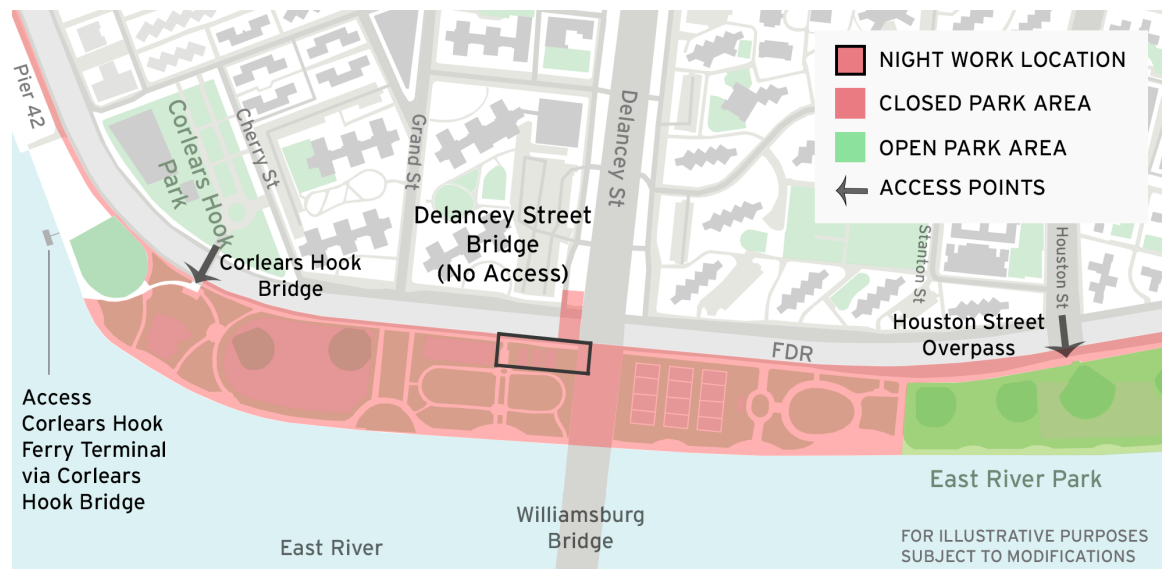 Pier 42
Corlears Hook
Park
Cherry St
Grand St
Delancey St
NIGHT WORK LOCATION
CLOSED PARK AREA
OPEN PARK AREA
ACCESS POINTS
Delancey Street
Bridge
(No Access)
Corlears Hook
Bridge
Stanton St
Houston St
Houston Street
Overpass
FDR
Access
Corlears Hook
Ferry Terminal
via Corlears
Hook Bridge
East River Park
Williamsburg
Bridge
East River
FOR ILLUSTRATIVE PURPOSES
SUBJECT TO MODIFICATIONS